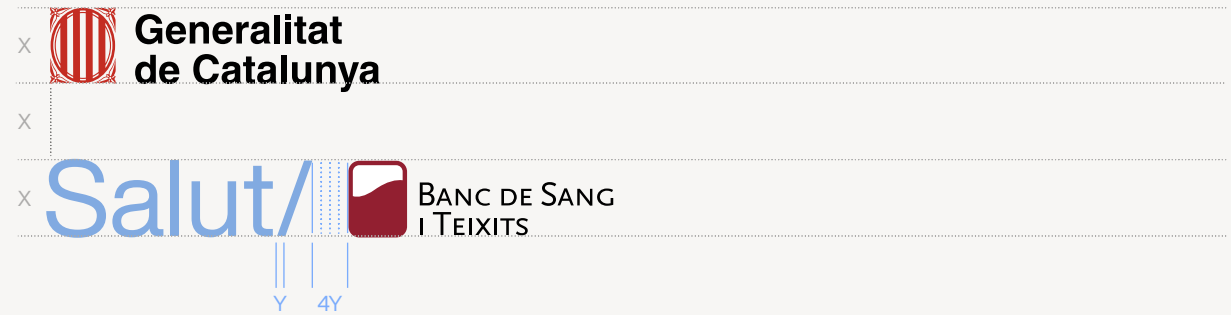 X
Generalitat
de Catalunya
X
X
Salut/
Banc de Sang
i Teixits
Y 4Y